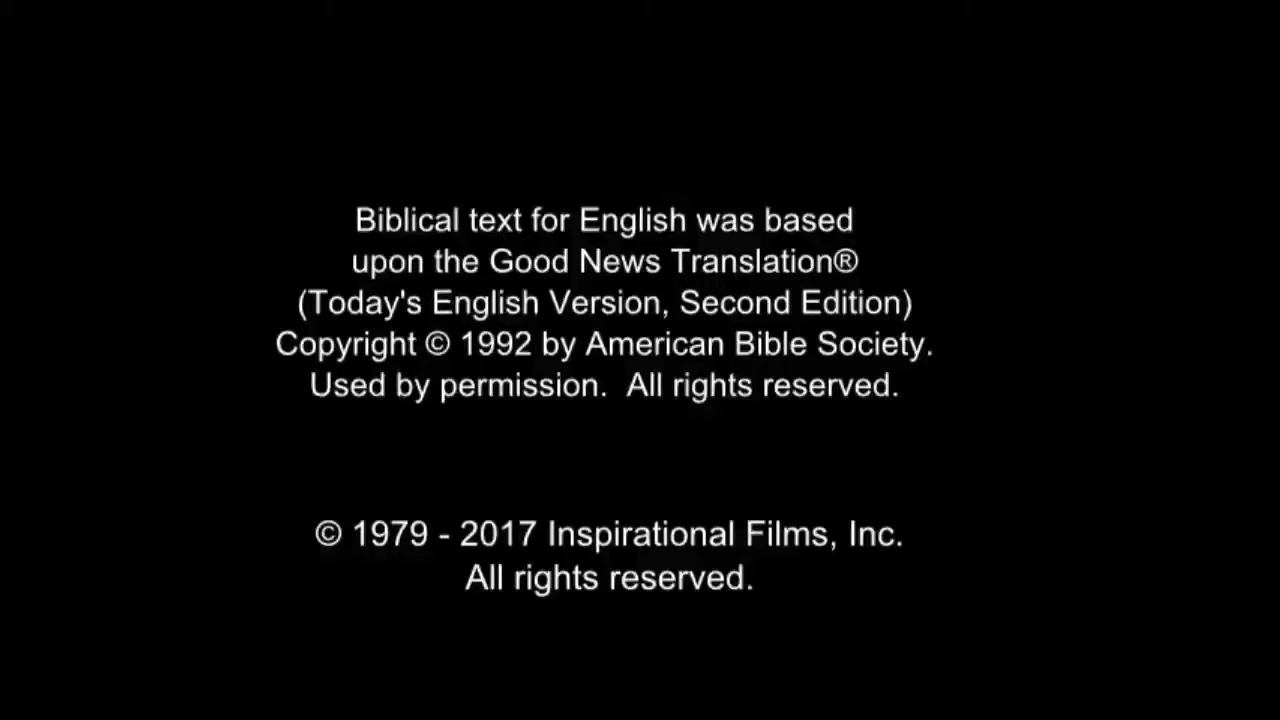 Biblical text for English was based
upon the Good News Translation®
(Today's English Version, Second Edition)
Copyright © 1992 by American Bible Society.
Used by permission.  All rights reserved.
© 1979 - 2017 Inspirational Films, Inc.
All rights reserved.